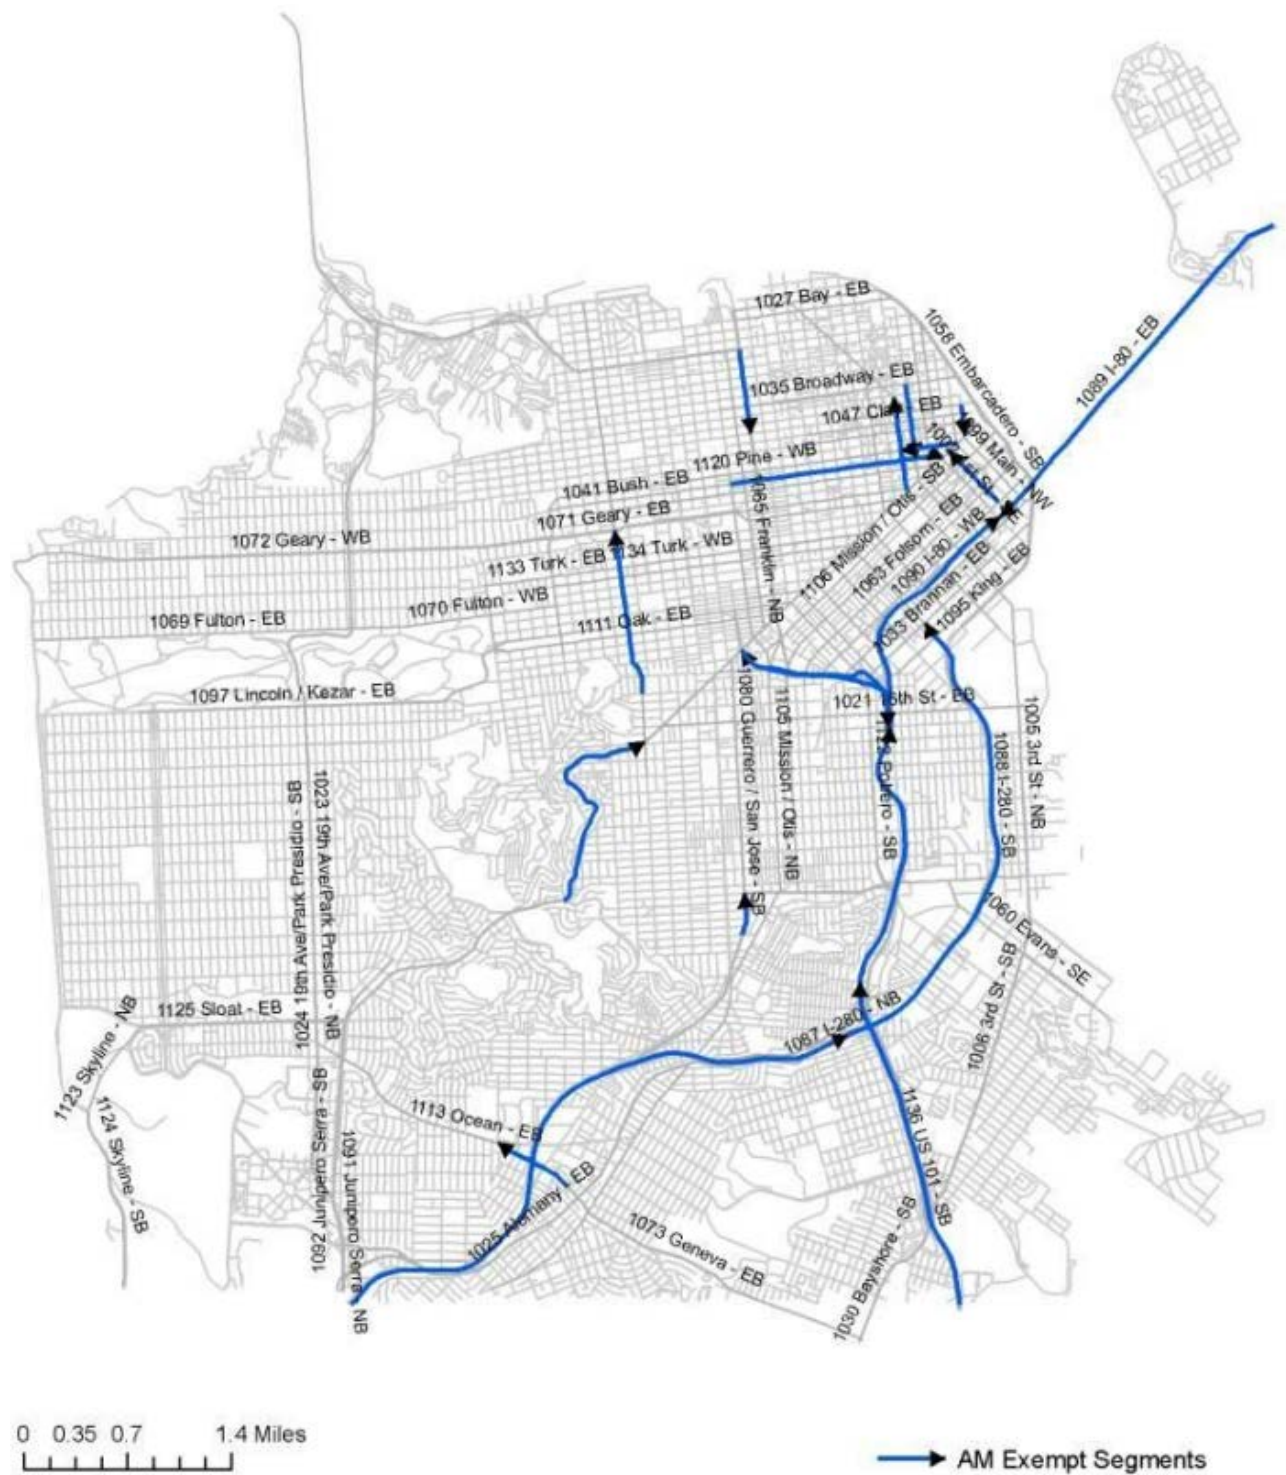 1027 Bay - EB
1058 Embarcadero - SB
1089 I-80 - EB
1035 Broadway - EB
1047 Cla EB
1099 Main - NW
1120 Pine - WB
1041 Bush - EB
1071 Geary - EB
1072 Geary - WB
1065 Franklin - NB
1106 Mission / Otis - SB
1063 Folsom - EB
1090 I-80 - WB
1133 Turk - EB
1134 Turk - WB
1070 Fulton - WB
1069 Fulton - EB
1111 Oak - EB
1033 Brannan - EB
1095 King - EB
1097 Lincoln / Kezar - EB
1021 16th St - EB
1080 Guerrero / San Jose - SB
1105 Mission / Otis - NB
Potrero - SB
1088 I-280 - SB
1005 3rd St - NB
1024 19th Ave/Park Presidio - SB
1023 19th Ave/Park Presidio - NB
1060 Evans - SE
1125 Sloat - EB
1123 Skyline - NB
1087 I-280 - NB
1006 3rd St - SB
1124 Skyline - SB
1113 Ocean - EB
1092 Junipero Serra - SB
1091 Junipero Serra NB
1136 US 101 - SB
1025 Alemany - EB
1073 Geneva - EB
1030 Bayshore - SB
0 0.35 0.7 1.4 Miles
AM Exempt Segments